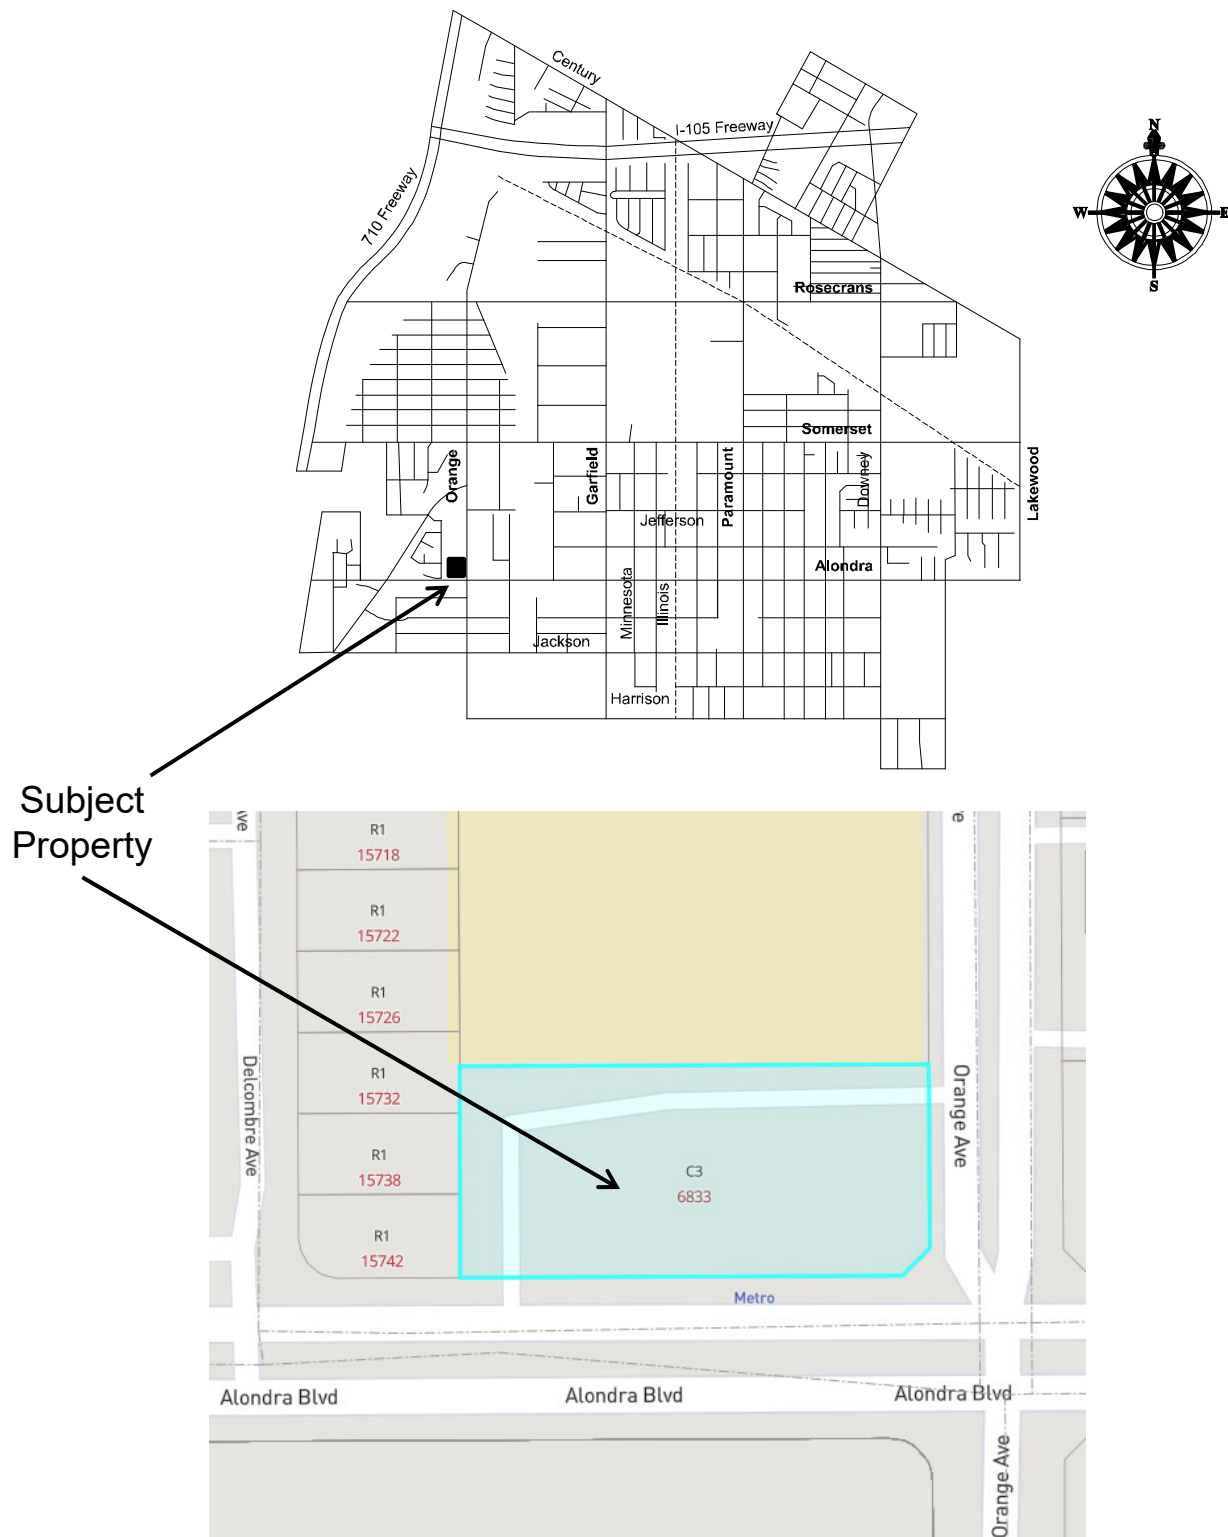 Century
I-105 Freeway
710 Freeway
N
W
E
S
Rosecrans
Somerset
Orange
Garfield
Paramount
Downey
Lakewood
Jefferson
Alondra
Minnesota
Illinois
Jackson
Harrison
Subject
Property
Ave
e
R1
15718
R1
15722
R1
15726
R1
15732
R1
15738
R1
15742
Delcombre Ave
Orange Ave
C3
6833
Metro
Alondra Blvd
Alondra Blvd
Alondra Blvd
Orange Ave